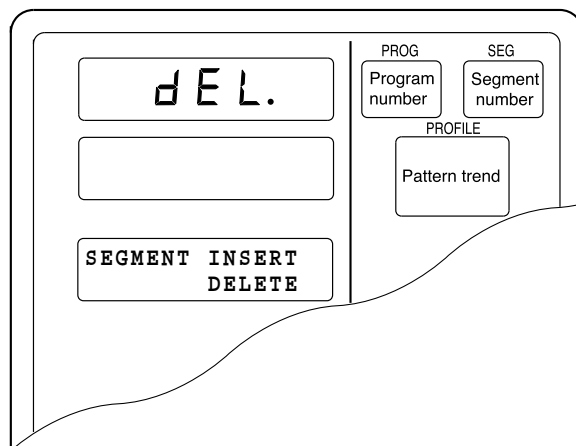 dEL.
SEGMENT INSERT
DELETE
PROG
SEG
Program
number
Segment
number
PROFILE
Pattern trend